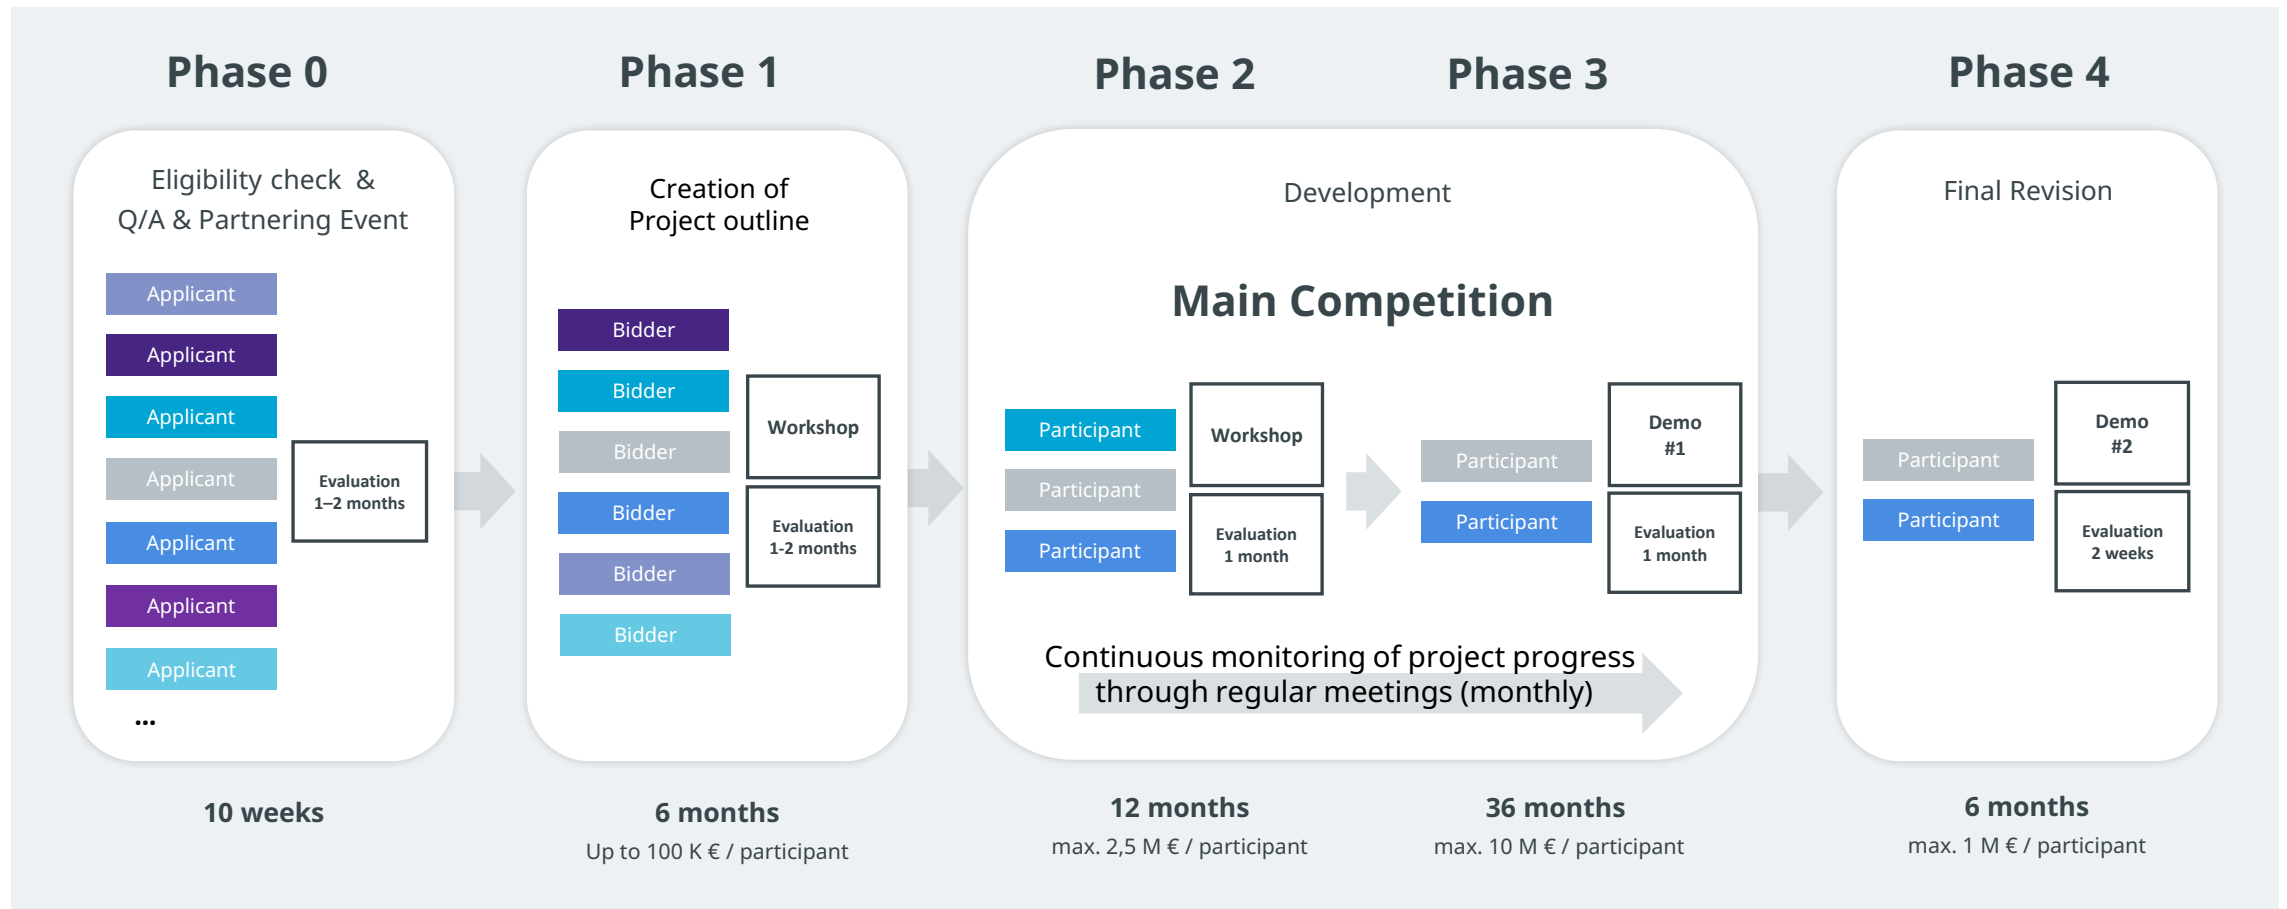 Phase 0
Eligibility check &
Q/A & Partnering Event
Applicant
Applicant
Applicant
Applicant
Applicant
Applicant
Applicant
...
Evaluation
1–2 months
10 weeks
Phase 1
Creation of
Project outline
Bidder
Bidder
Bidder
Bidder
Bidder
Bidder
Workshop
Evaluation
1-2 months
6 months
Up to 100 K € / participant
Phase 2
Phase 3
Development
Main Competition
Participant
Participant
Participant
Workshop
Evaluation
1 month
Participant
Participant
Demo
#1
Evaluation
1 month
Continuous monitoring of project progress
through regular meetings (monthly)
12 months
max. 2,5 M € / participant
36 months
max. 10 M € / participant
Phase 4
Final Revision
Participant
Participant
Demo
#2
Evaluation
2 weeks
6 months
max. 1 M € / participant